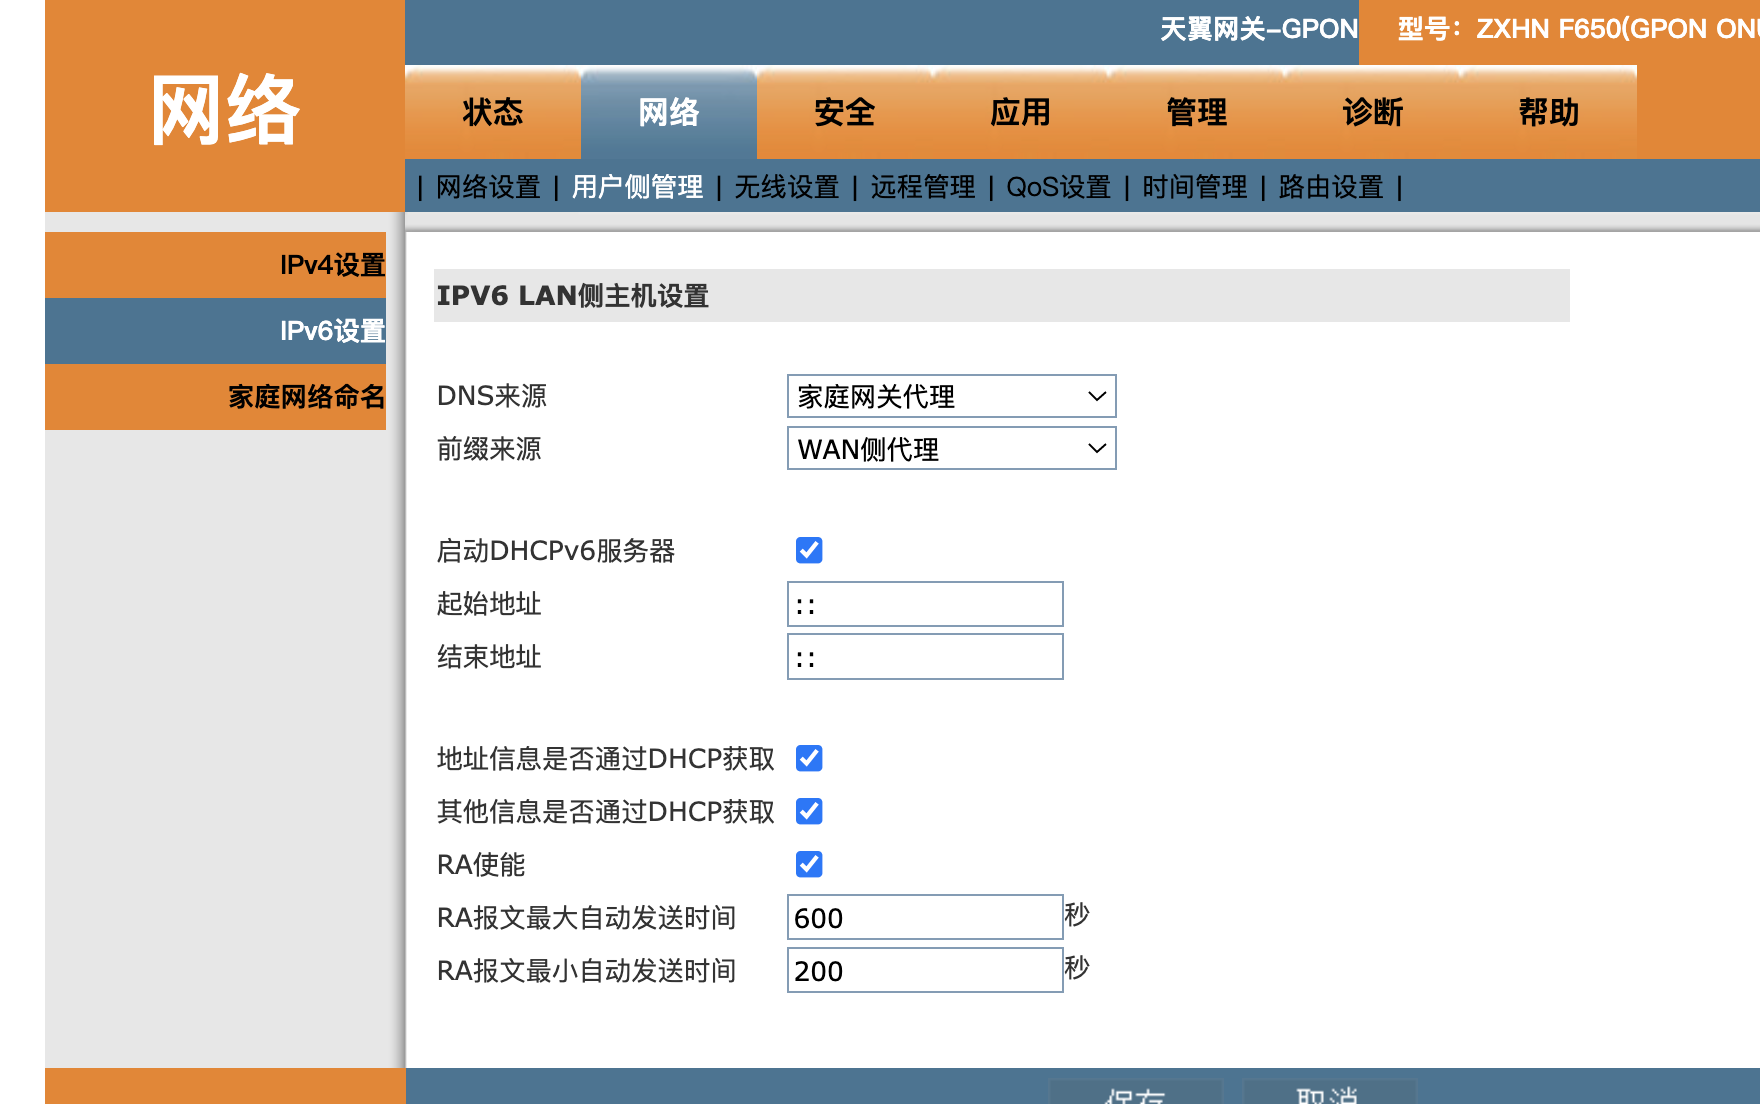 天翼网关-GPON 型号：ZXHN F650(GPON ONU
网络
状态 网络 安全 应用 管理 诊断 帮助
| 网络设置 | 用户侧管理 | 无线设置 | 远程管理 | QoS设置 | 时间管理 | 路由设置 |
IPv4设置
IPv6设置
家庭网络命名
IPV6 LAN侧主机设置
DNS来源 家庭网关代理
前缀来源 WAN侧代理
启动DHCPv6服务器
起始地址 ::
结束地址 ::
地址信息是否通过DHCP获取
其他信息是否通过DHCP获取
RA使能
RA报文最大自动发送时间 600 秒
RA报文最小自动发送时间 200 秒
保存 取消